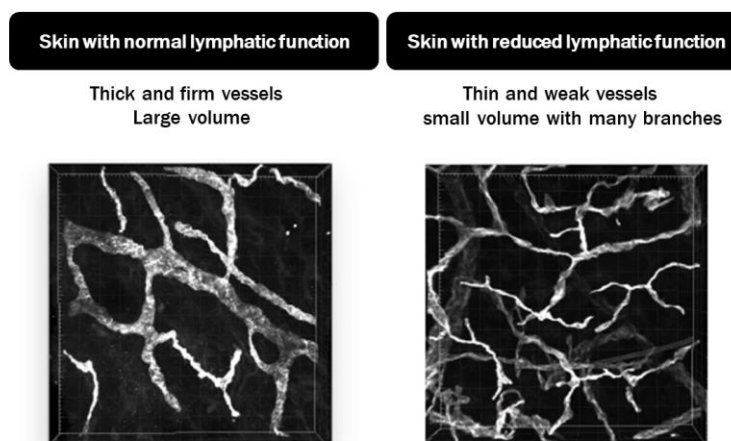 Skin with normal lymphatic function
Thick and firm vessels
Large volume
Skin with reduced lymphatic function
Thin and weak vessels
small volume with many branches